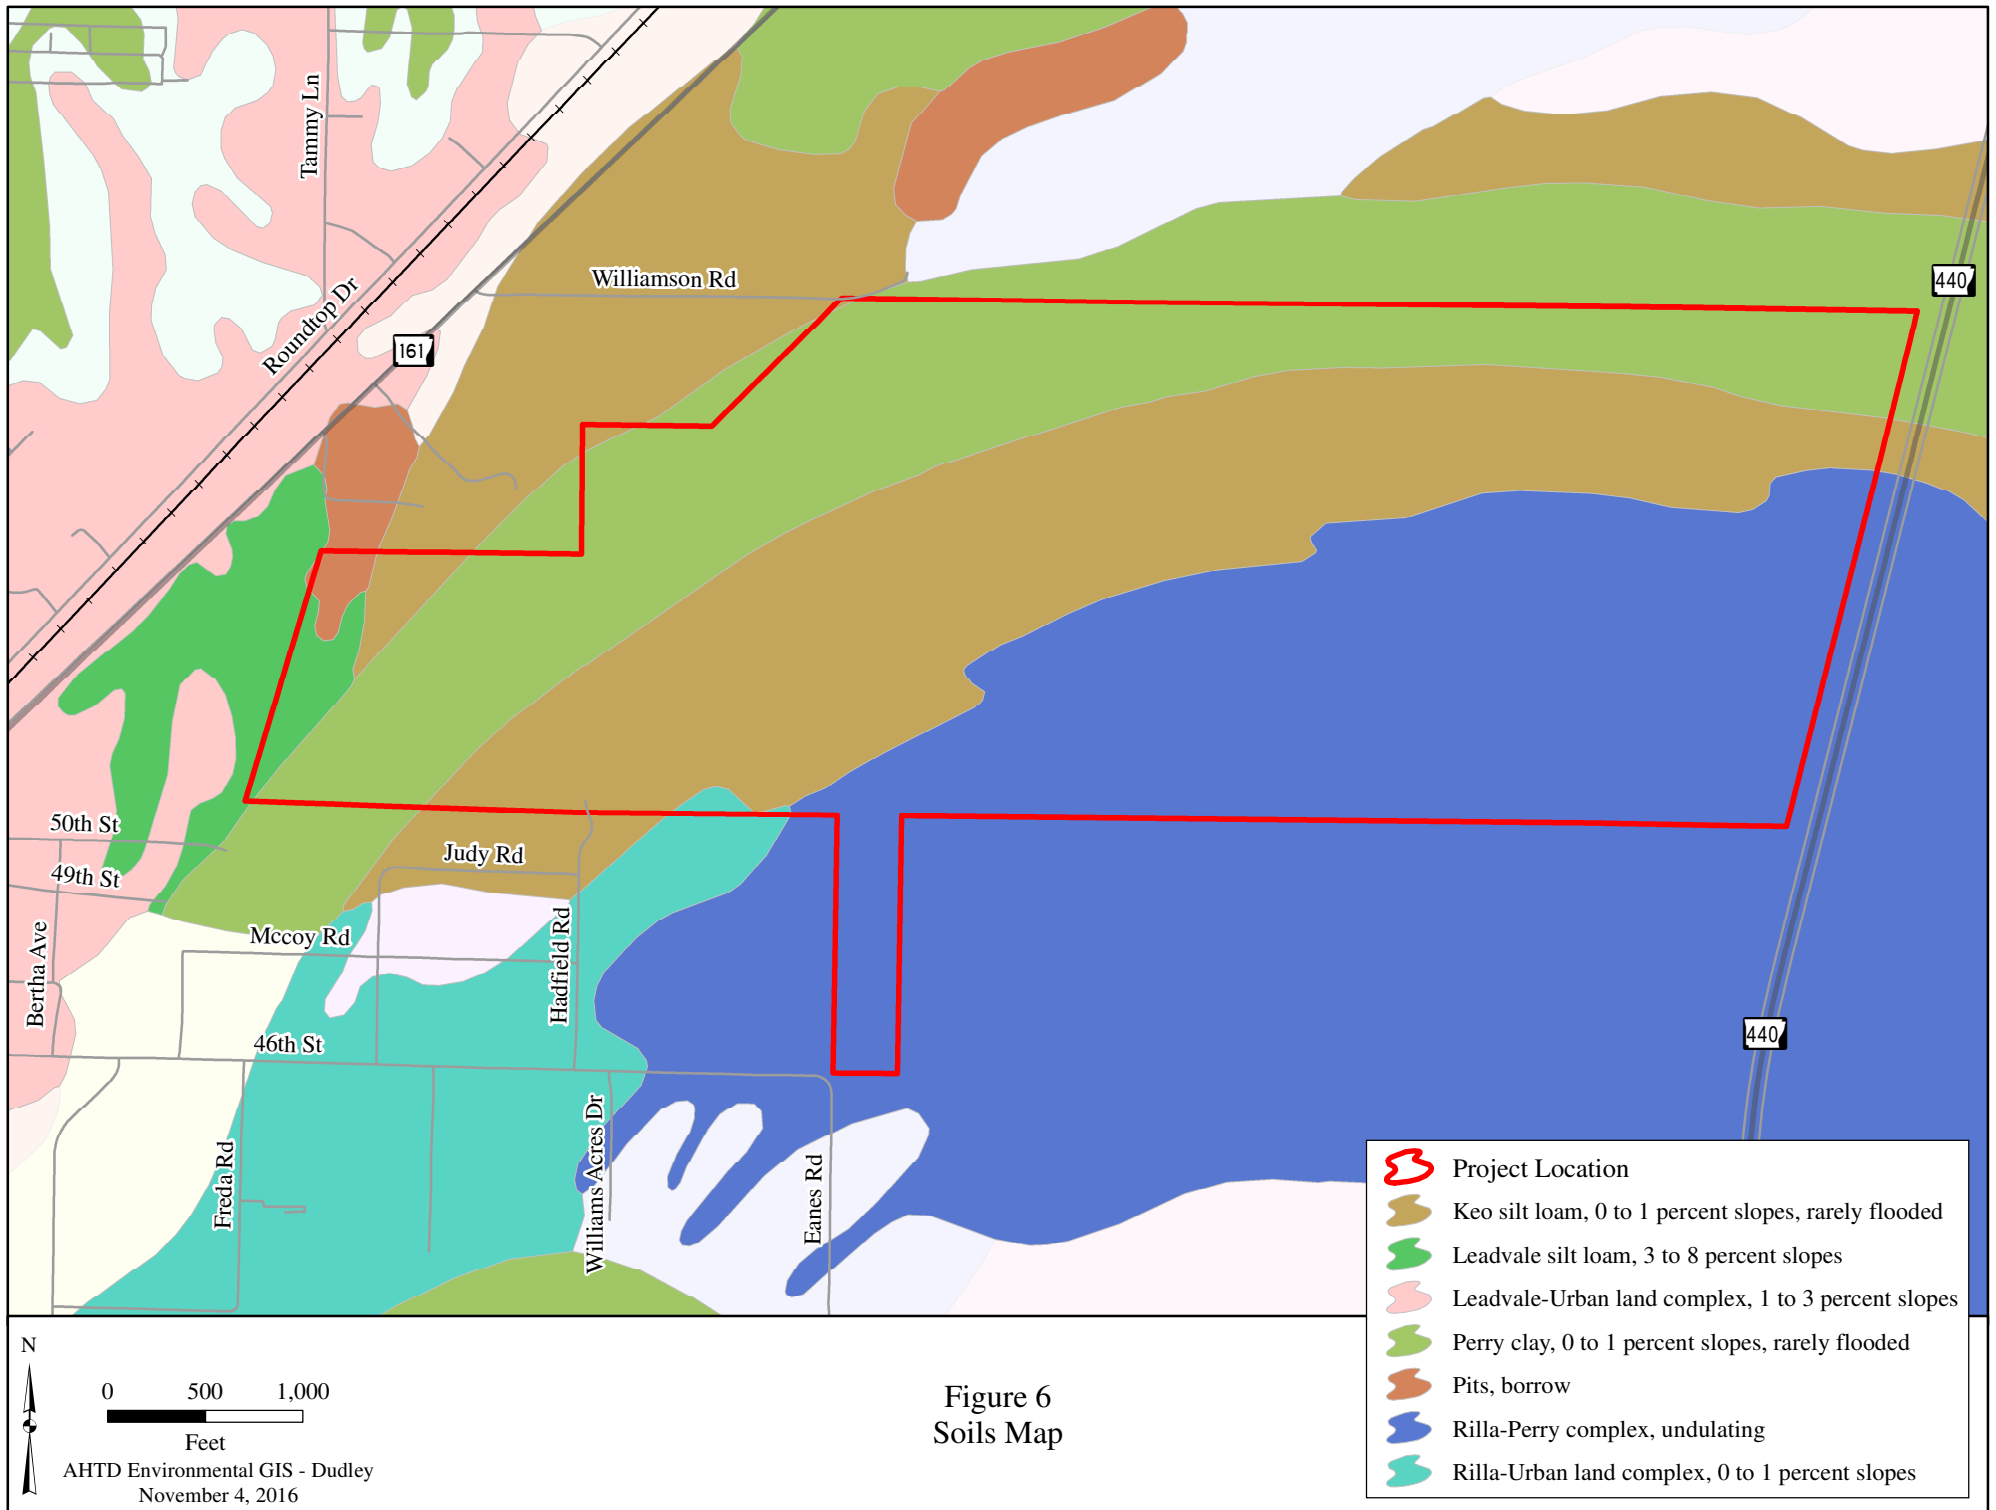 Tammy Ln
Roundtop Dr
161
Williamson Rd
440
50th St
49th St
Judy Rd
Bertha Ave
Mccoy Rd
Hadfield Rd
46th St
440
Freda Rd
Williams Acres Dr
Eanes Rd
Project Location
Keo silt loam, 0 to 1 percent slopes, rarely flooded
Leadvale silt loam, 3 to 8 percent slopes
Leadvale-Urban land complex, 1 to 3 percent slopes
Perry clay, 0 to 1 percent slopes, rarely flooded
Pits, borrow
Rilla-Perry complex, undulating
Rilla-Urban land complex, 0 to 1 percent slopes
N
0 500 1,000
Feet
AHTD Environmental GIS - Dudley
November 4, 2016
Figure 6
Soils Map